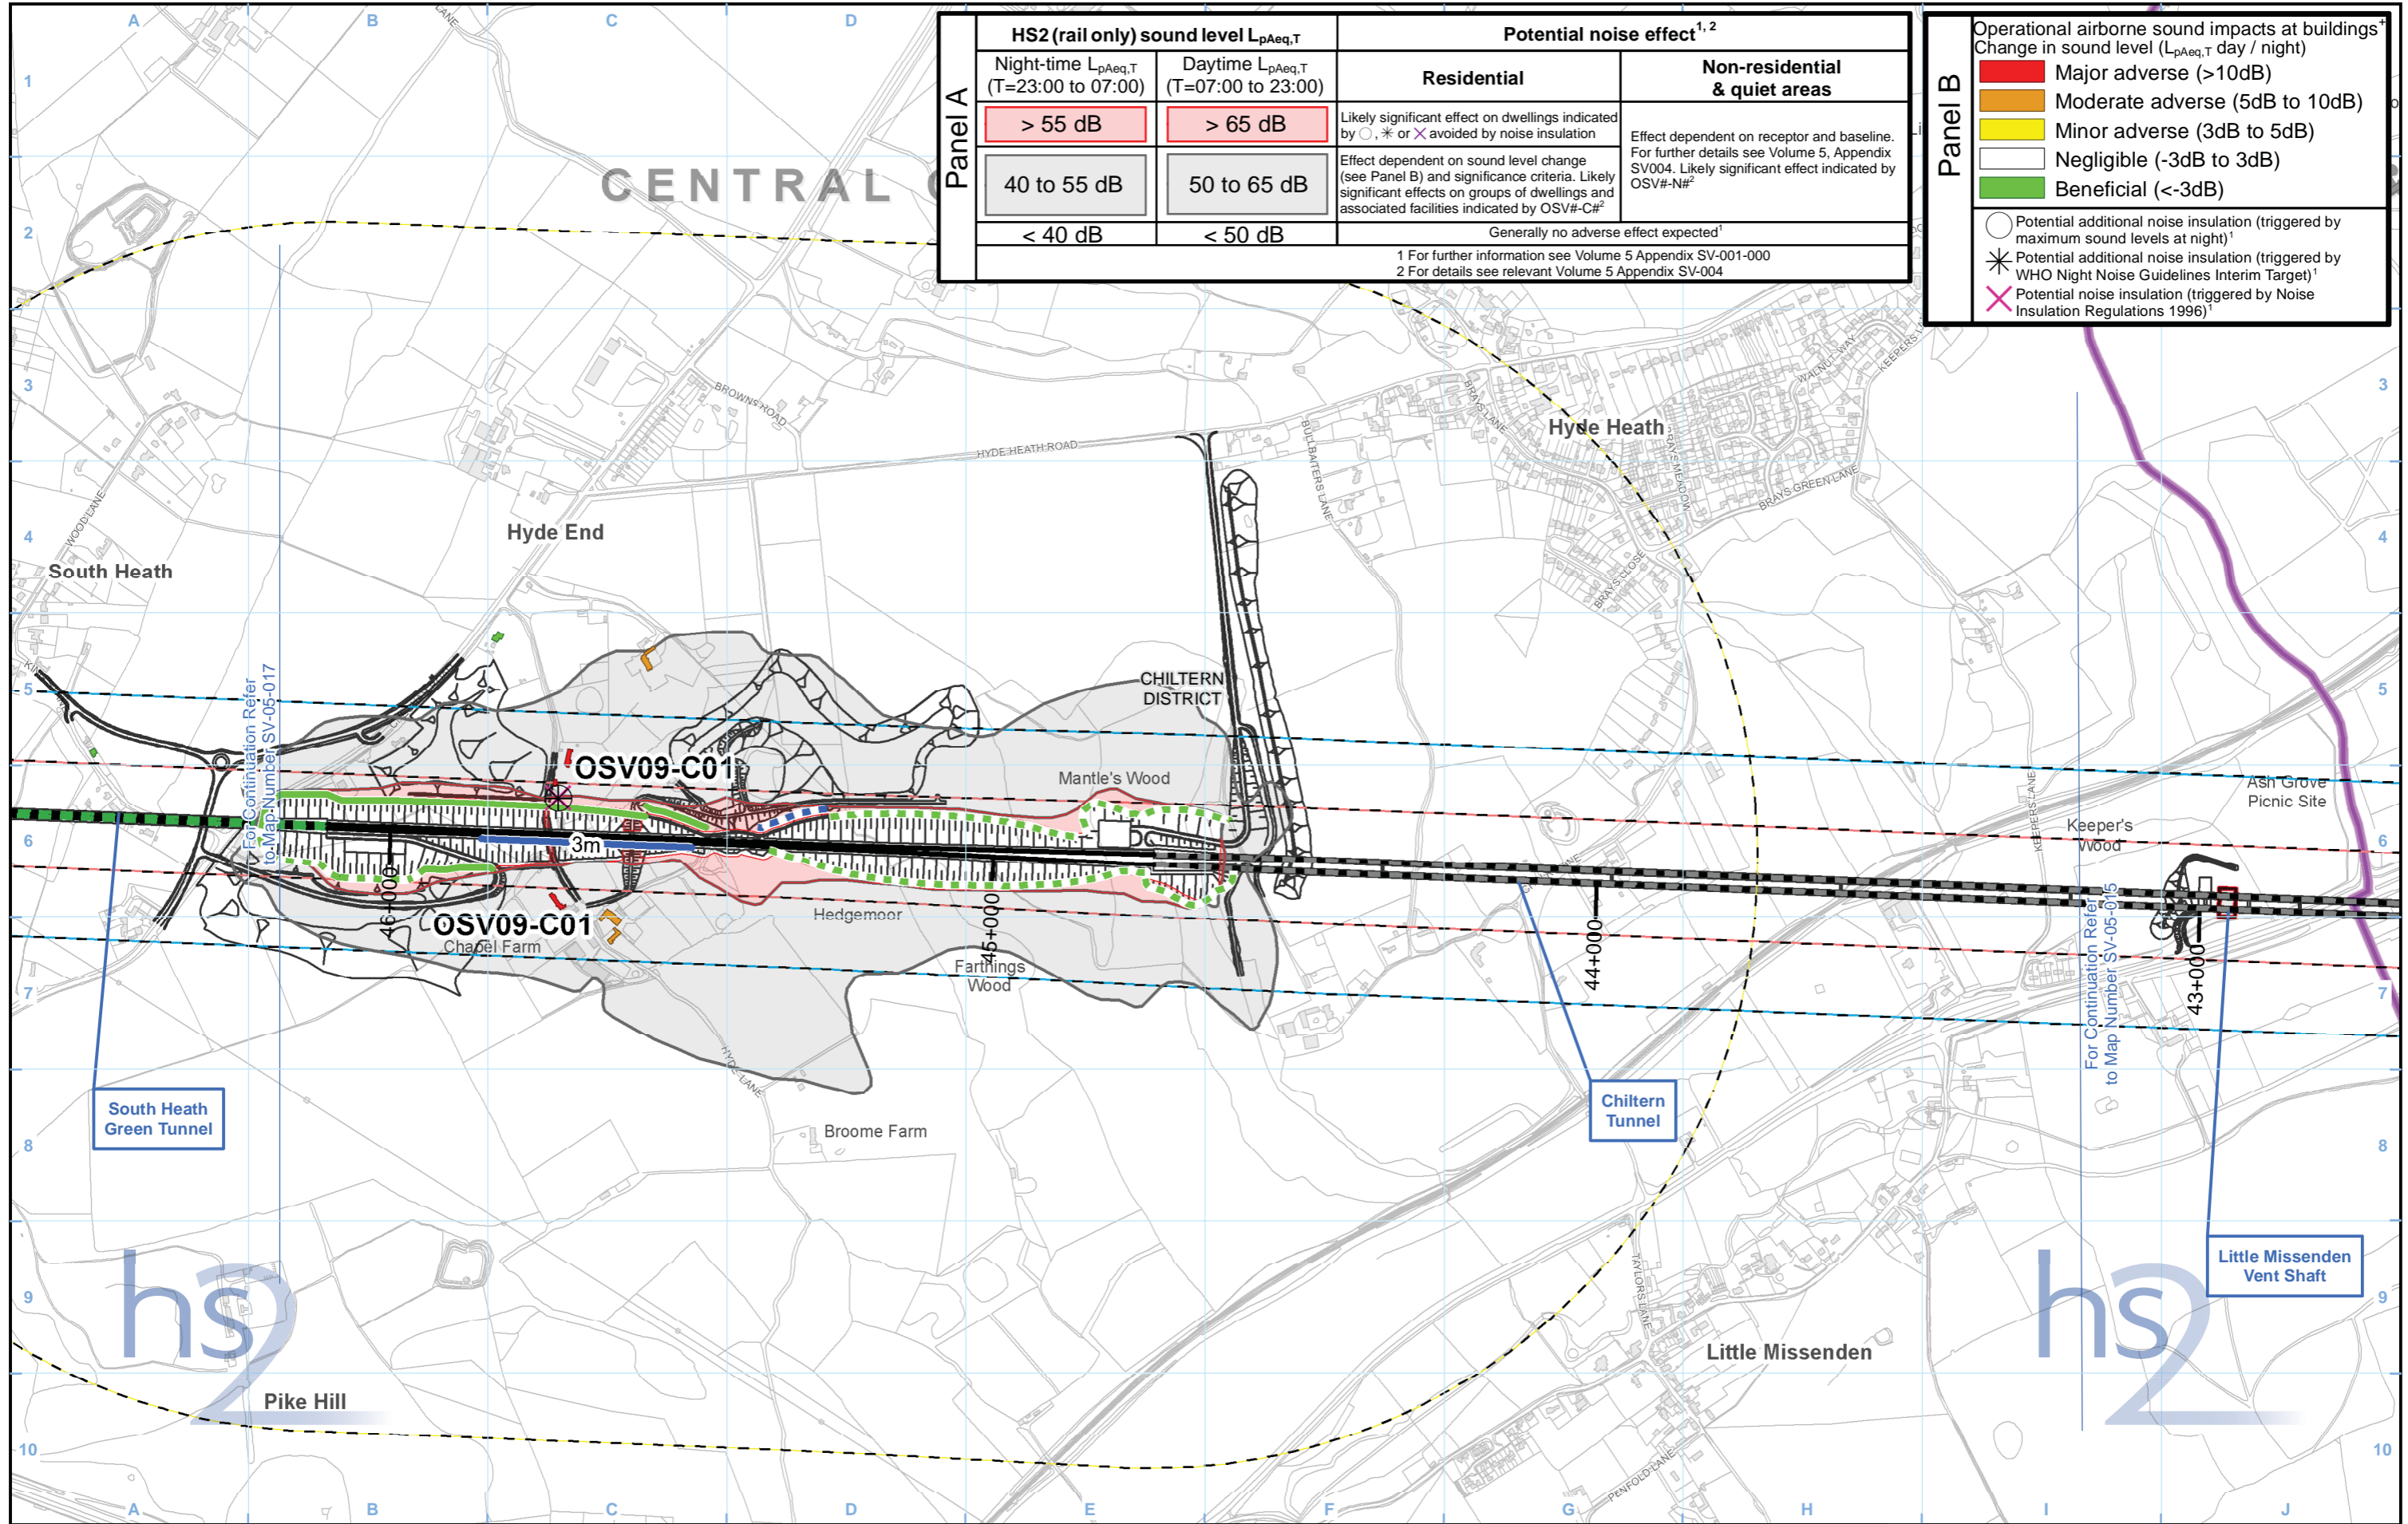 A B C D
CENTRAL
Panel A
HS2 (rail only) sound level LpAeq,T
Potential noise effect1, 2
Night-time LpAeq,T
(T=23:00 to 07:00)
Daytime LpAeq,T
(T=07:00 to 23:00)
Residential
Non-residential
& quiet areas
> 55 dB
> 65 dB
Likely significant effect on dwellings indicated
by ○, ✳ or ✕ avoided by noise insulation
Effect dependent on receptor and baseline.
For further details see Volume 5, Appendix
SV004. Likely significant effect indicated by
OSV#-N#2
40 to 55 dB
50 to 65 dB
Effect dependent on sound level change
(see Panel B) and significance criteria. Likely
significant effects on groups of dwellings and
associated facilities indicated by OSV#-C#2
< 40 dB
< 50 dB
Generally no adverse effect expected1
1 For further information see Volume 5 Appendix SV-001-000
2 For details see relevant Volume 5 Appendix SV-004
Panel B
Operational airborne sound impacts at buildings+
Change in sound level (LpAeq,T day / night)
Major adverse (>10dB)
Moderate adverse (5dB to 10dB)
Minor adverse (3dB to 5dB)
Negligible (-3dB to 3dB)
Beneficial (<-3dB)
Potential additional noise insulation (triggered by
maximum sound levels at night)1
Potential additional noise insulation (triggered by
WHO Night Noise Guidelines Interim Target)1
Potential noise insulation (triggered by Noise
Insulation Regulations 1996)1
LANE
1
2
3
3
BROWNS ROAD
BRAYS LANE
WALNUT WAY
KEEPERS
Hyde Heath
BRAYS MEADOW
HYDE HEATH ROAD
BULLBAITERS LANE
BRAYS GREEN LANE
WOOD LANE
4
4
Hyde End
South Heath
BRAYS CLOSE
5
5
CHILTERN
DISTRICT
For Continuation Refer
to Map Number SV-05-017
OSV09-C01
Mantle's Wood
Ash Grove
Picnic Site
KEEPERS LANE
Keeper's
Wood
6
6
3m
46+000
45+000
44+000
43+000
OSV09-C01
Chapel Farm
Hedgemoor
Farthings
Wood
For Continuation Refer
to Map Number SV-05-015
7
7
HYDE LANE
South Heath
Green Tunnel
Chiltern
Tunnel
Broome Farm
8
8
Little Missenden
Vent Shaft
TAYLORS LANE
9
9
hs2
hs2
Little Missenden
Pike Hill
10
10
PENFOLD LANE
A B C D E F G H I J